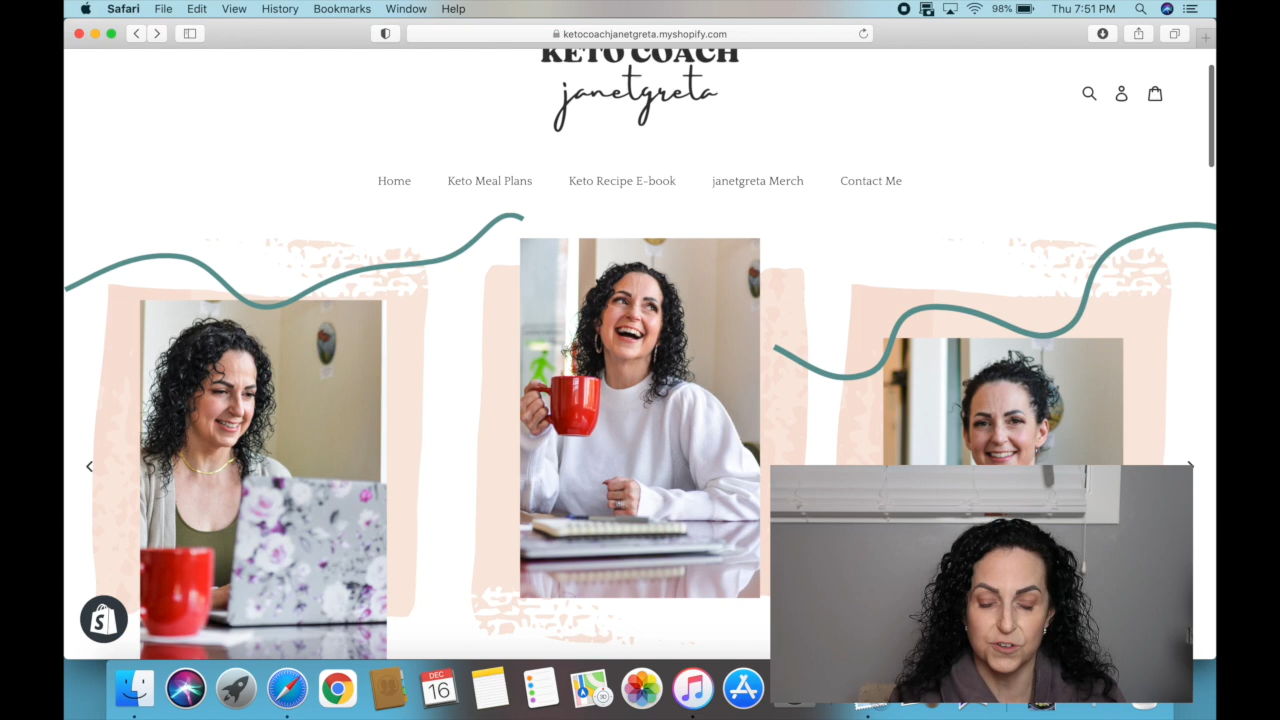 Safari File Edit View History Bookmarks Window Help 98% Thu 7:51 PM
ketocoachjanetgreta.myshopify.com
KETO COACH
janetgreta
Home Keto Meal Plans Keto Recipe E-book janetgreta Merch Contact Me
S
DEC
16
3D